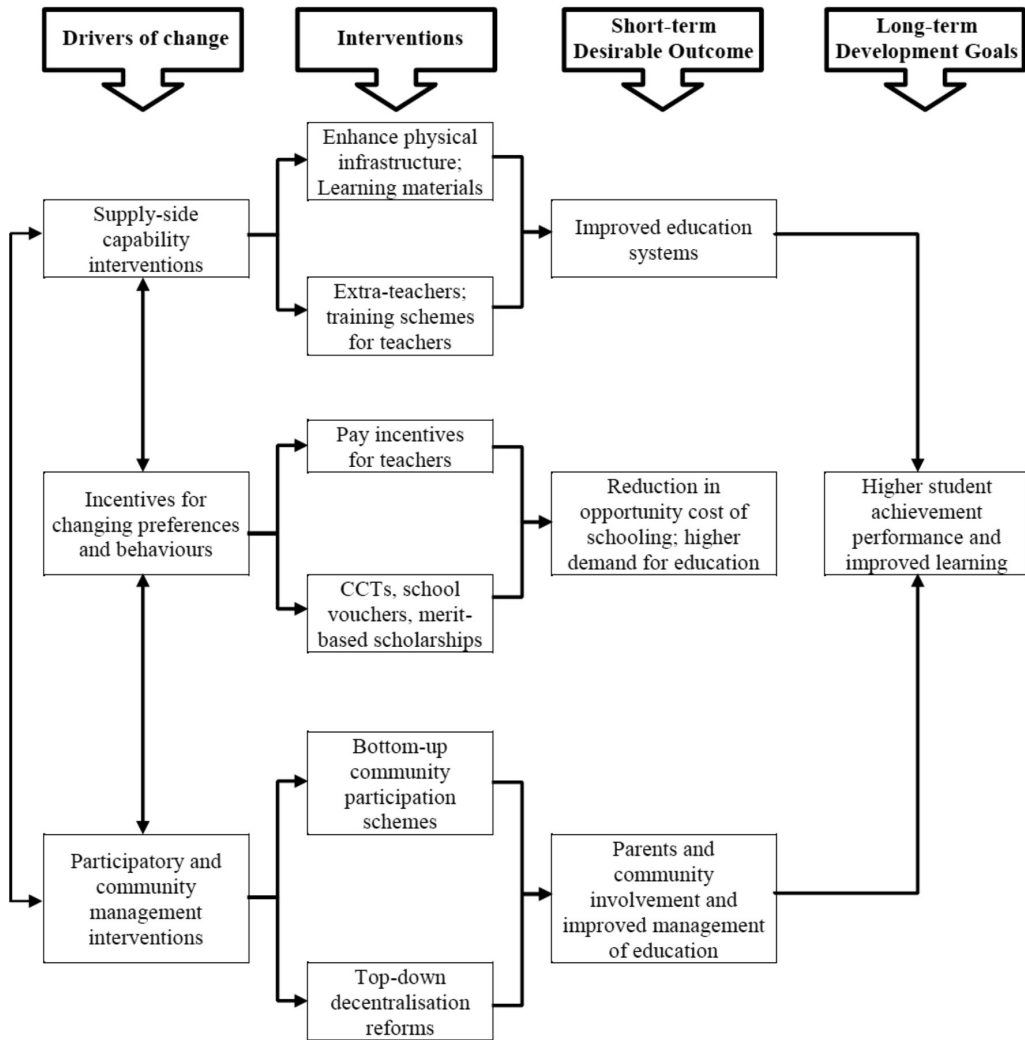 Drivers of change
Interventions
Short-term
Desirable Outcome
Long-term
Development Goals
Enhance physical
infrastructure;
Learning materials
Supply-side
capability
interventions
Improved education
systems
Extra-teachers;
training schemes
for teachers
Pay incentives
for teachers
Incentives for
changing preferences
and behaviours
Reduction in
opportunity cost of
schooling; higher
demand for education
Higher student
achievement
performance and
improved learning
CCTs, school
vouchers, merit-
based scholarships
Bottom-up
community
participation
schemes
Participatory and
community
management
interventions
Parents and
community
involvement and
improved management
of education
Top-down
decentralisation
reforms